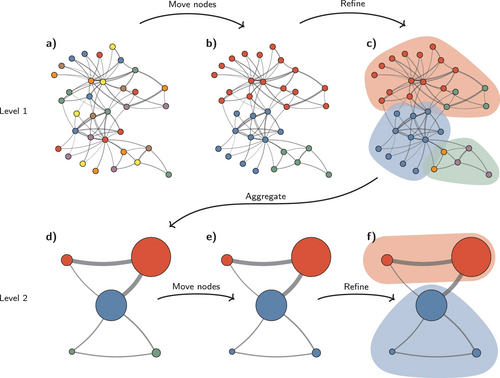 Move nodes
Refine
a)
b)
c)
Level 1
Aggregate
d)
e)
f)
Move nodes
Refine
Level 2